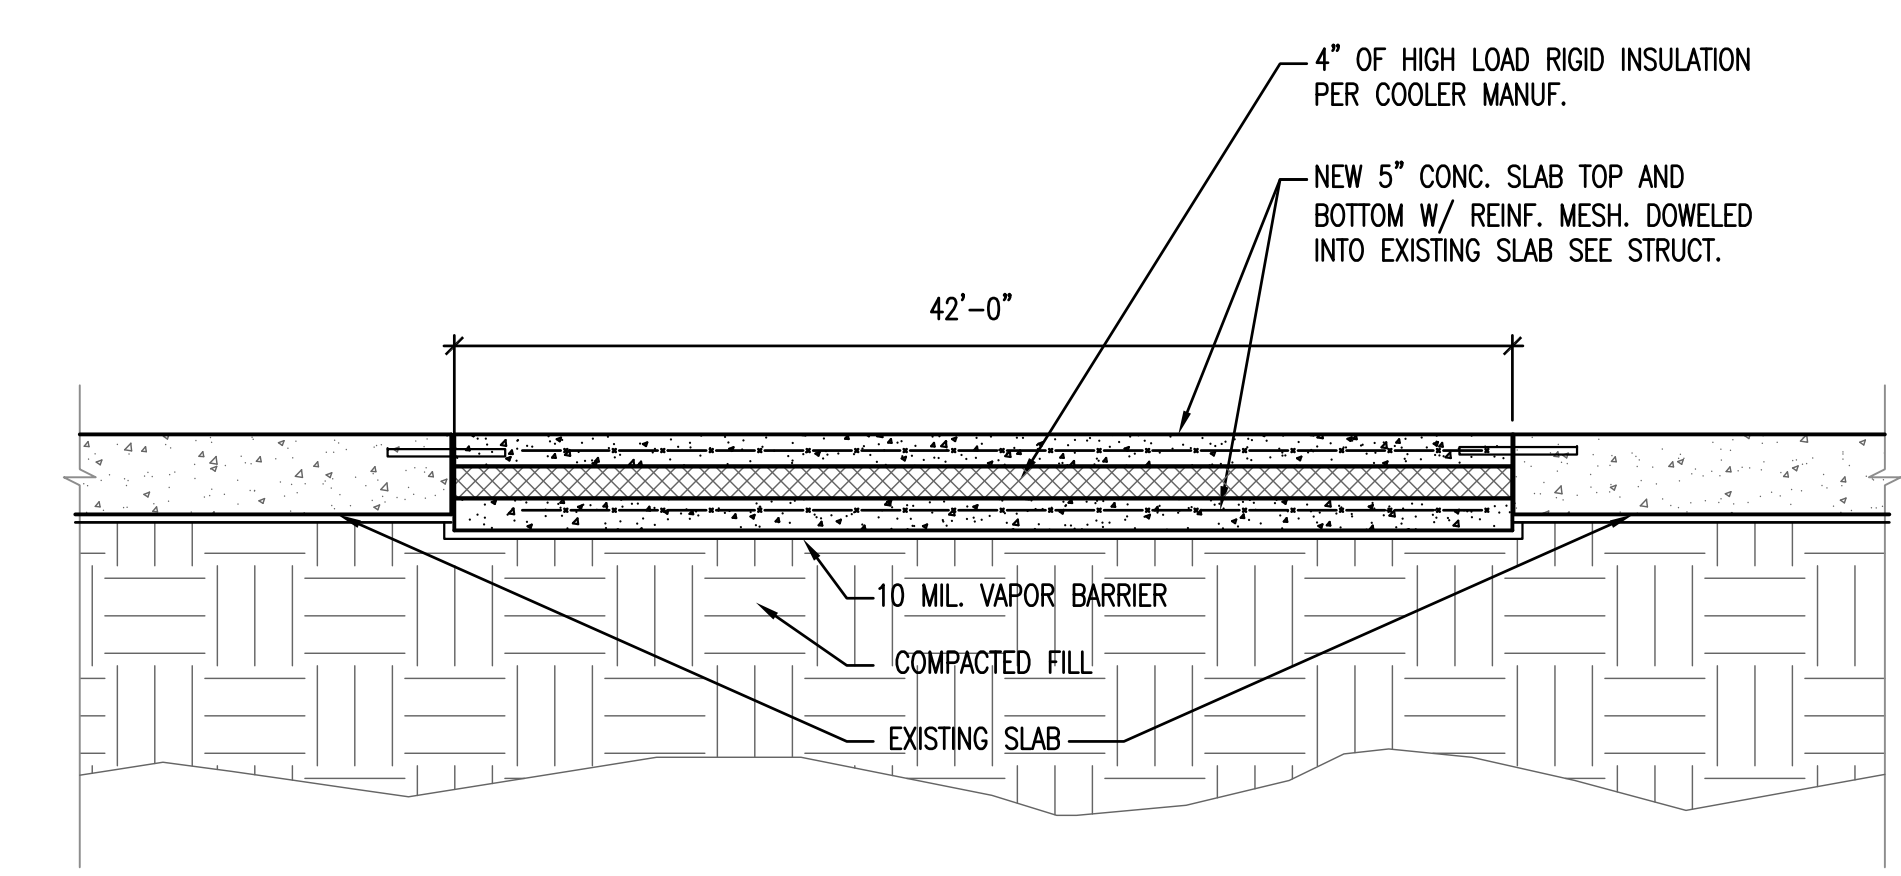 4" OF HIGH LOAD RIGID INSULATION
PER COOLER MANUF.
NEW 5" CONC. SLAB TOP AND
BOTTOM W/ REINF. MESH. DOWELED
INTO EXISTING SLAB SEE STRUCT.
42'-0"
10 MIL. VAPOR BARRIER
COMPACTED FILL
EXISTING SLAB